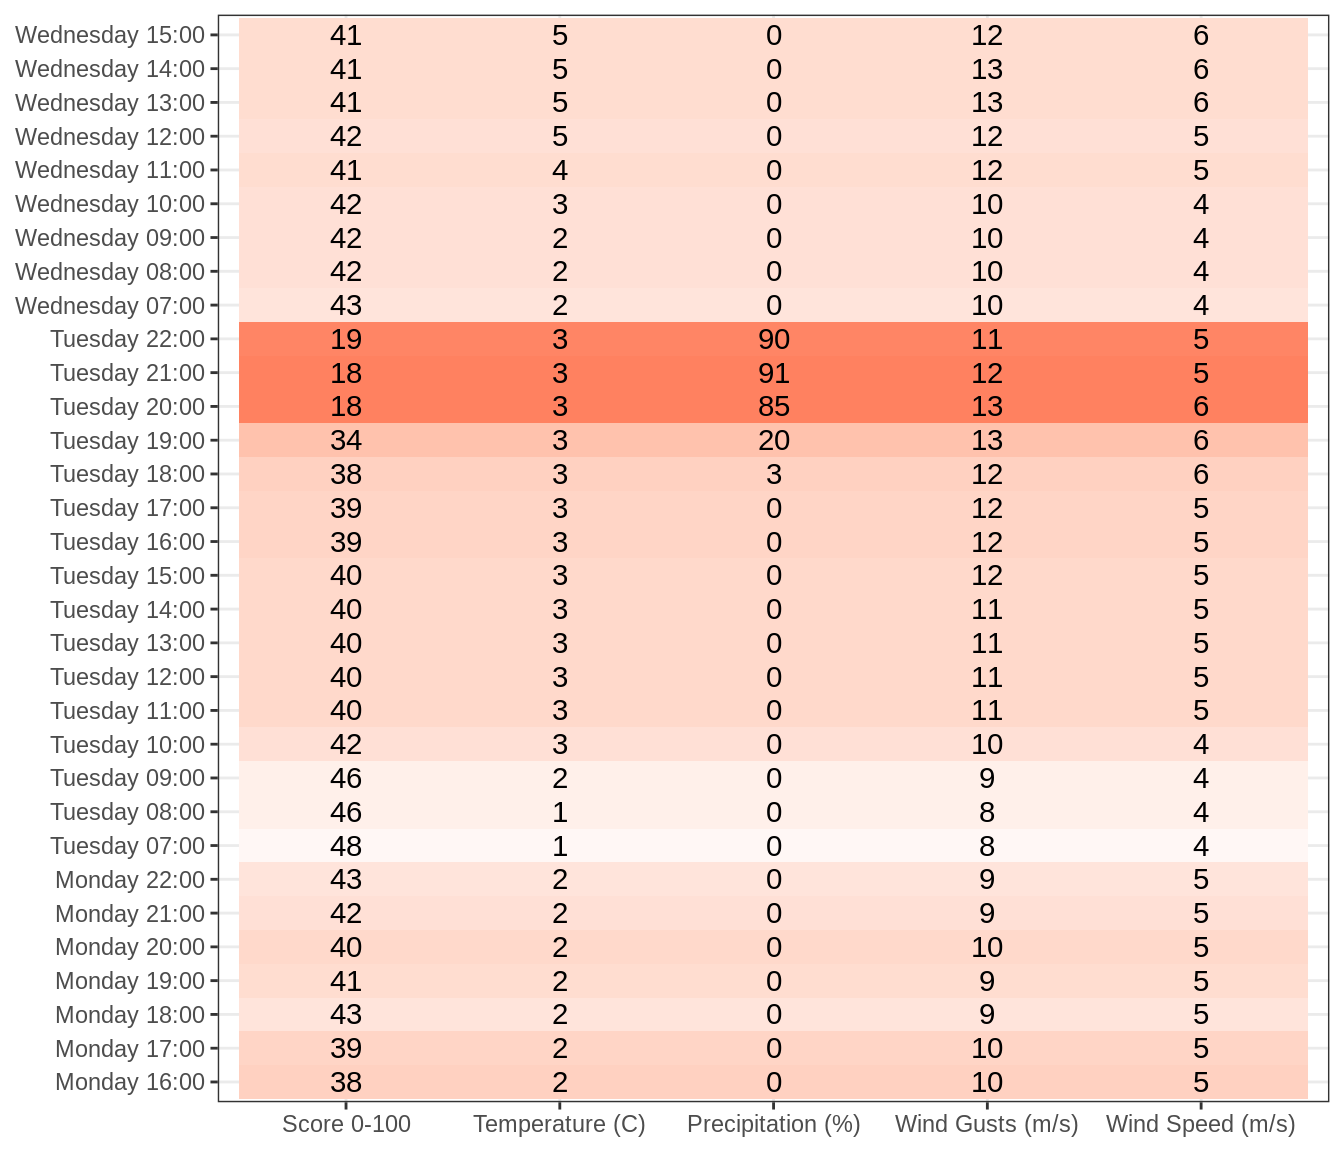 Wednesday 15:00 41 5 0 12 6
Wednesday 14:00 41 5 0 13 6
Wednesday 13:00 41 5 0 13 6
Wednesday 12:00 42 5 0 12 5
Wednesday 11:00 41 4 0 12 5
Wednesday 10:00 42 3 0 10 4
Wednesday 09:00 42 2 0 10 4
Wednesday 08:00 42 2 0 10 4
Wednesday 07:00 43 2 0 10 4
Tuesday 22:00 19 3 90 11 5
Tuesday 21:00 18 3 91 12 5
Tuesday 20:00 18 3 85 13 6
Tuesday 19:00 34 3 20 13 6
Tuesday 18:00 38 3 3 12 6
Tuesday 17:00 39 3 0 12 5
Tuesday 16:00 39 3 0 12 5
Tuesday 15:00 40 3 0 12 5
Tuesday 14:00 40 3 0 11 5
Tuesday 13:00 40 3 0 11 5
Tuesday 12:00 40 3 0 11 5
Tuesday 11:00 40 3 0 11 5
Tuesday 10:00 42 3 0 10 4
Tuesday 09:00 46 2 0 9 4
Tuesday 08:00 46 1 0 8 4
Tuesday 07:00 48 1 0 8 4
Monday 22:00 43 2 0 9 5
Monday 21:00 42 2 0 9 5
Monday 20:00 40 2 0 10 5
Monday 19:00 41 2 0 9 5
Monday 18:00 43 2 0 9 5
Monday 17:00 39 2 0 10 5
Monday 16:00 38 2 0 10 5
Score 0-100 Temperature (C) Precipitation (%) Wind Gusts (m/s) Wind Speed (m/s)